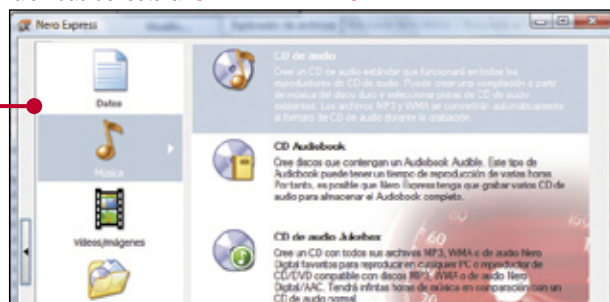 Nero Express
Datos
Música
Vídeos/Imágenes
CD de audio
Cree un CD de audio estándar que funcionará en todos los
reproductores de CD de audio. Puede crear una compilación a partir
de música del disco duro o seleccionar pistas de CD de audio
existentes. Los archivos MP3 y WMA se convertirán automáticamente
al formato de CD de audio durante la grabación.
CD Audiobook
Cree discos que contengan un Audiobook Audible. Este tipo de
Audiobook puede tener un tiempo de reproducción de varias horas
Por tanto, es posible que Nero Express tenga que grabar varios CD de
audio para almacenar el Audiobook completo.
CD de audio Jukebox
Cree un CD con todos sus archivos MP3, WMA o de audio Nero
Digital favoritos para reproducir en cualquier PC o reproductor de
CD/DVD compatible con discos MP3, WMA o de audio Nero
Digital/AAC. Tendrá infinitas horas de música en comparación con un
CD de audio normal.
60